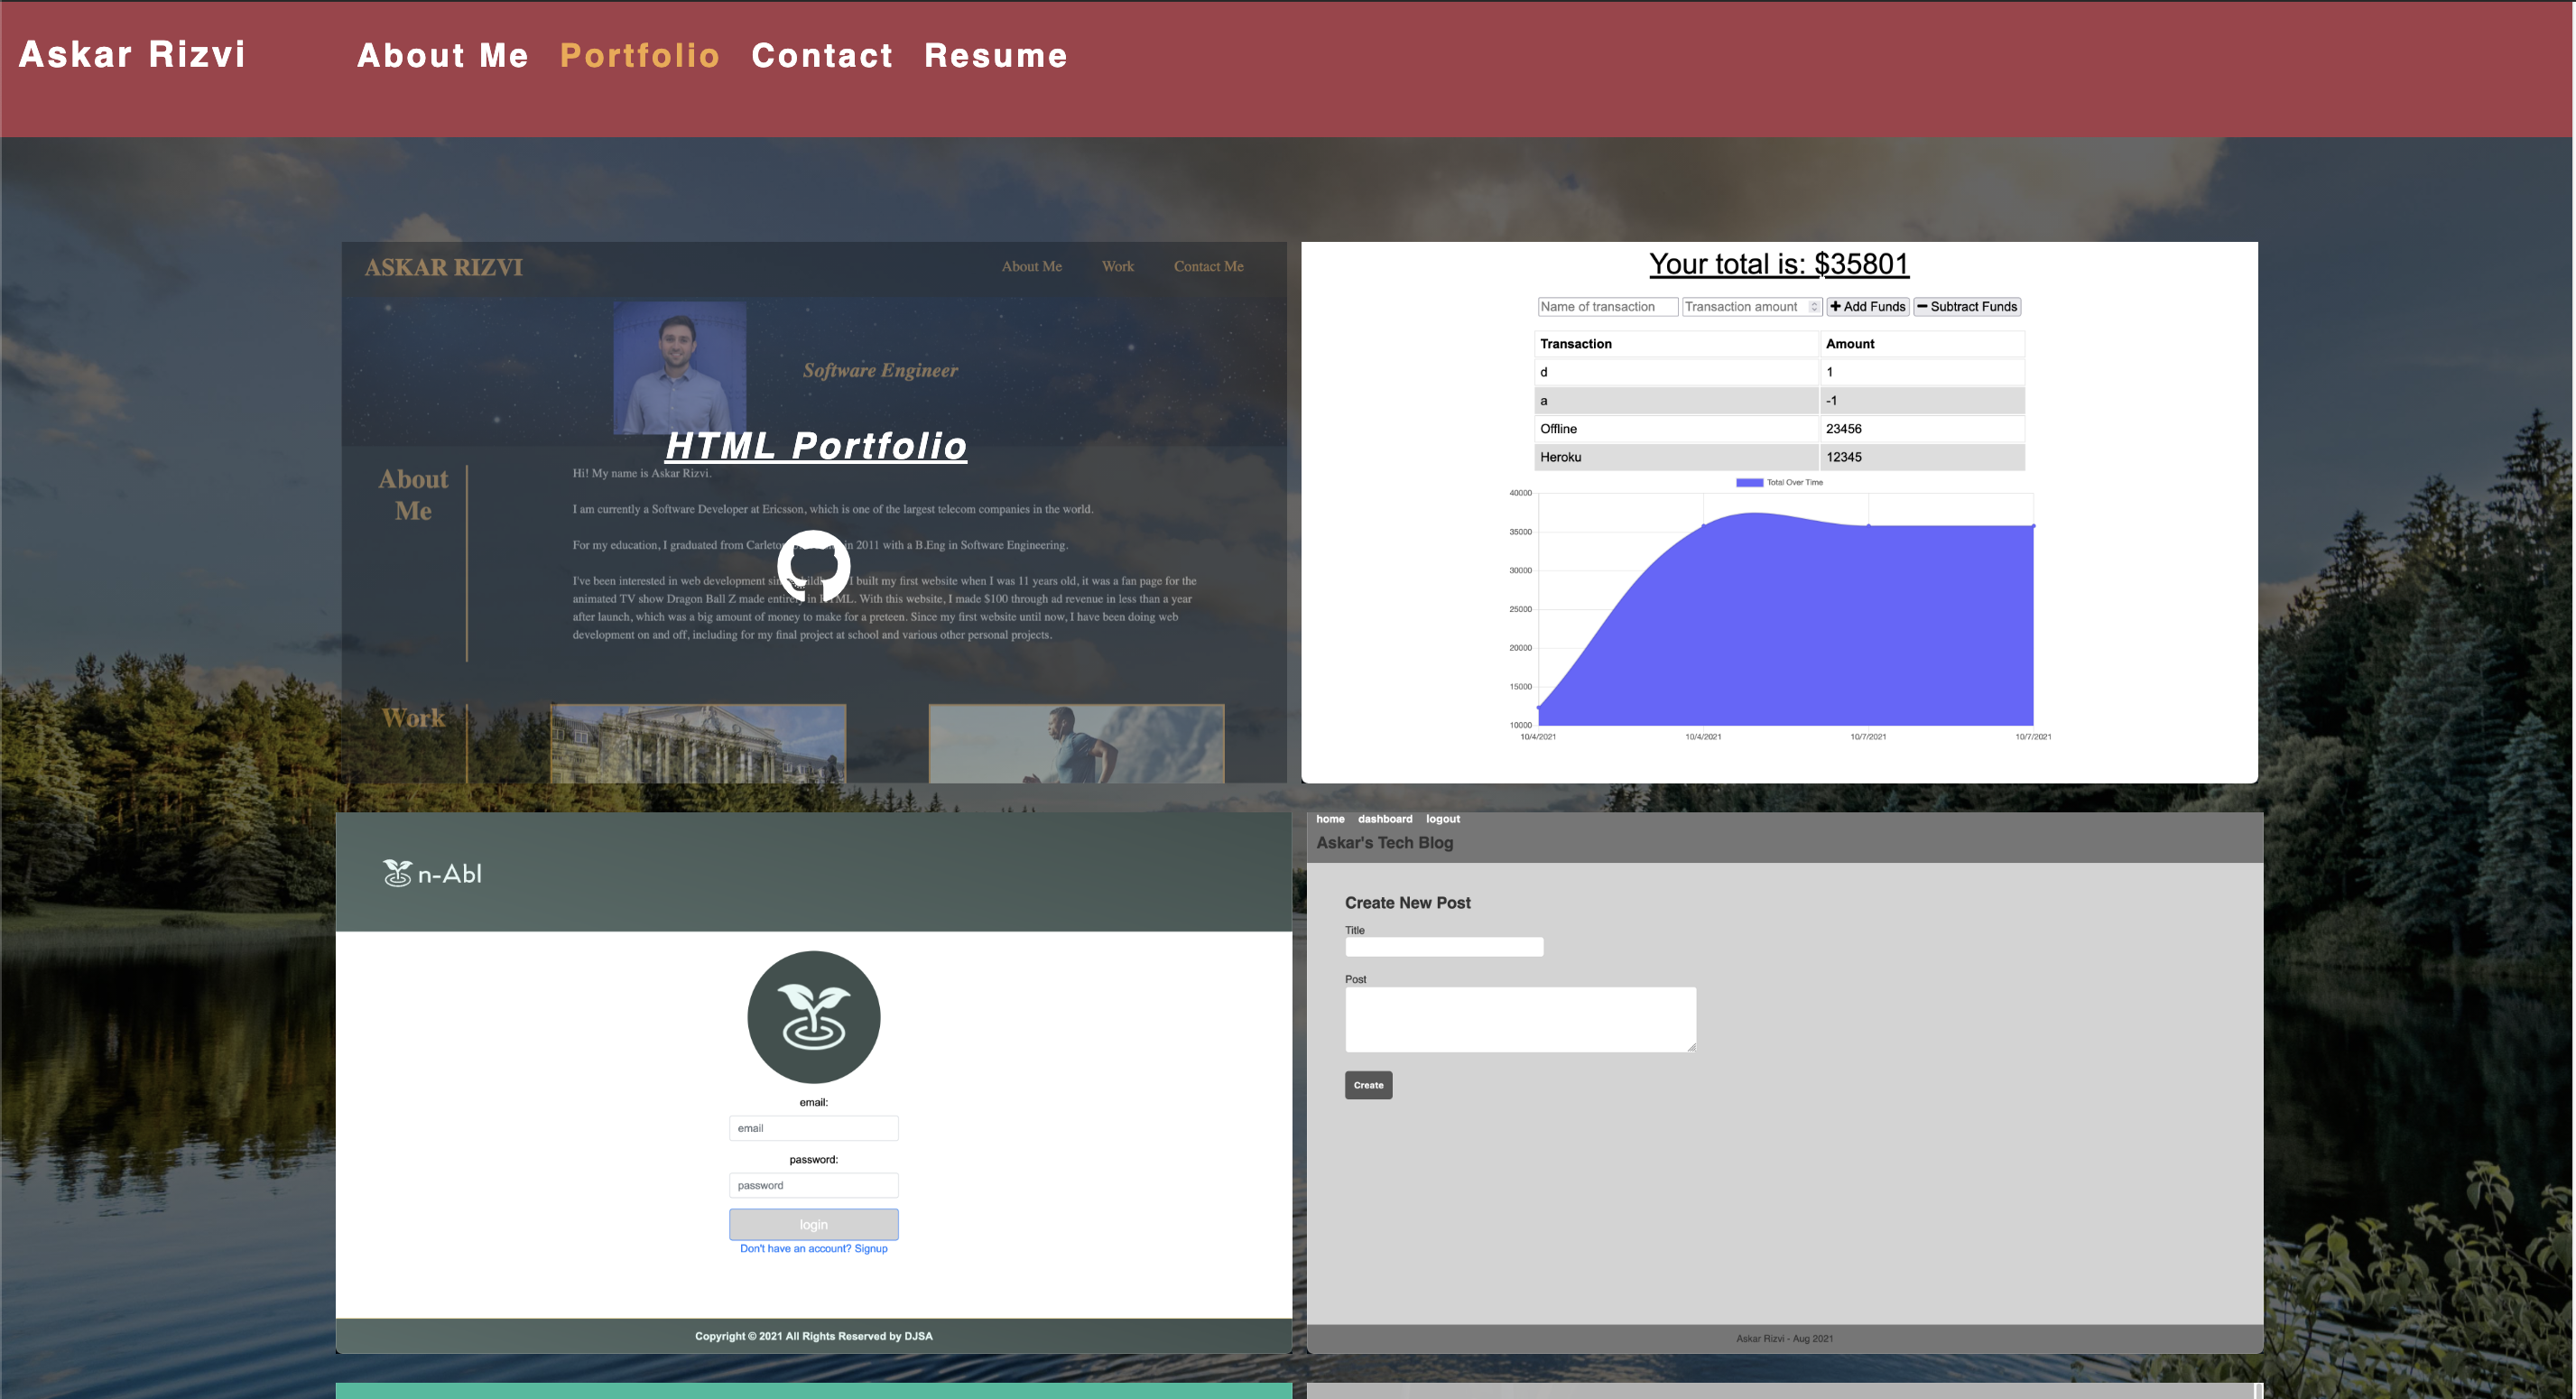 Askar Rizvi
About Me Portfolio Contact Resume
ASKAR RIZVI
About Me Work Contact Me
Software Engineer
HTML Portfolio
About
Me
Hi! My name is Askar Rizvi.
I am currently a Software Developer at Ericsson, which is one of the largest telecom companies in the world.
For my education, I graduated from in 2011 with a B.Eng in Software Engineering.
I've been interested in web development I built my first website when I was 11 years old, it was a fan page for the
animated TV show Dragon Ball Z made entirely in HTML. With this website, I made $100 through ad revenue in less than a year
after launch, which was a big amount of money to make for a preteen. Since my first website until now, I have been doing web
development on and off, including for my final project at school and various other personal projects.
Work
Your total is: $35801
Name of transaction Transaction amount Add Funds Subtract Funds
Transaction Amount
d 1
a -1
Offline 23456
Heroku 12345
Total Over Time
40000
35000
30000
25000
20000
15000
10000
10/4/2021 10/4/2021 10/7/2021 10/7/2021
n-Abl
email:
email
password:
password
login
Don't have an account? Signup
Copyright © 2021 All Rights Reserved by DJSA
home dashboard logout
Askar's Tech Blog
Create New Post
Title
Post
Create
Askar Rizvi - Aug 2021